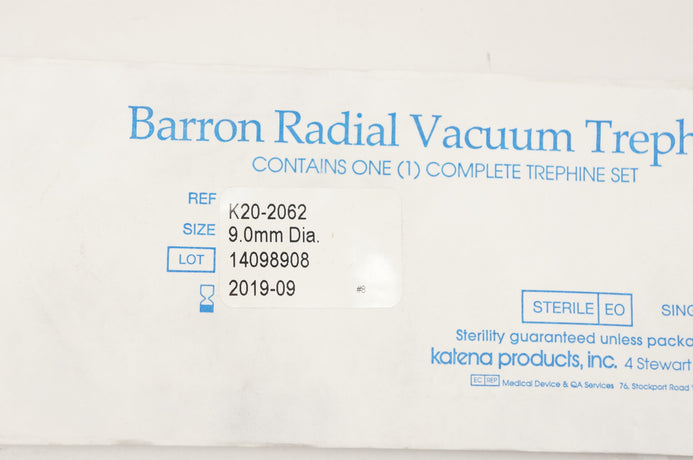 Barron Radial Vacuum Treph
CONTAINS ONE (1) COMPLETE TREPHINE SET
REF K20-2062
SIZE 9.0mm Dia.
LOT 14098908
2019-09 #8
STERILE EO SING
Sterility guaranteed unless packa
katena products, inc. 4 Stewart
EC REP Medical Device & QA Services 76, Stockport Road